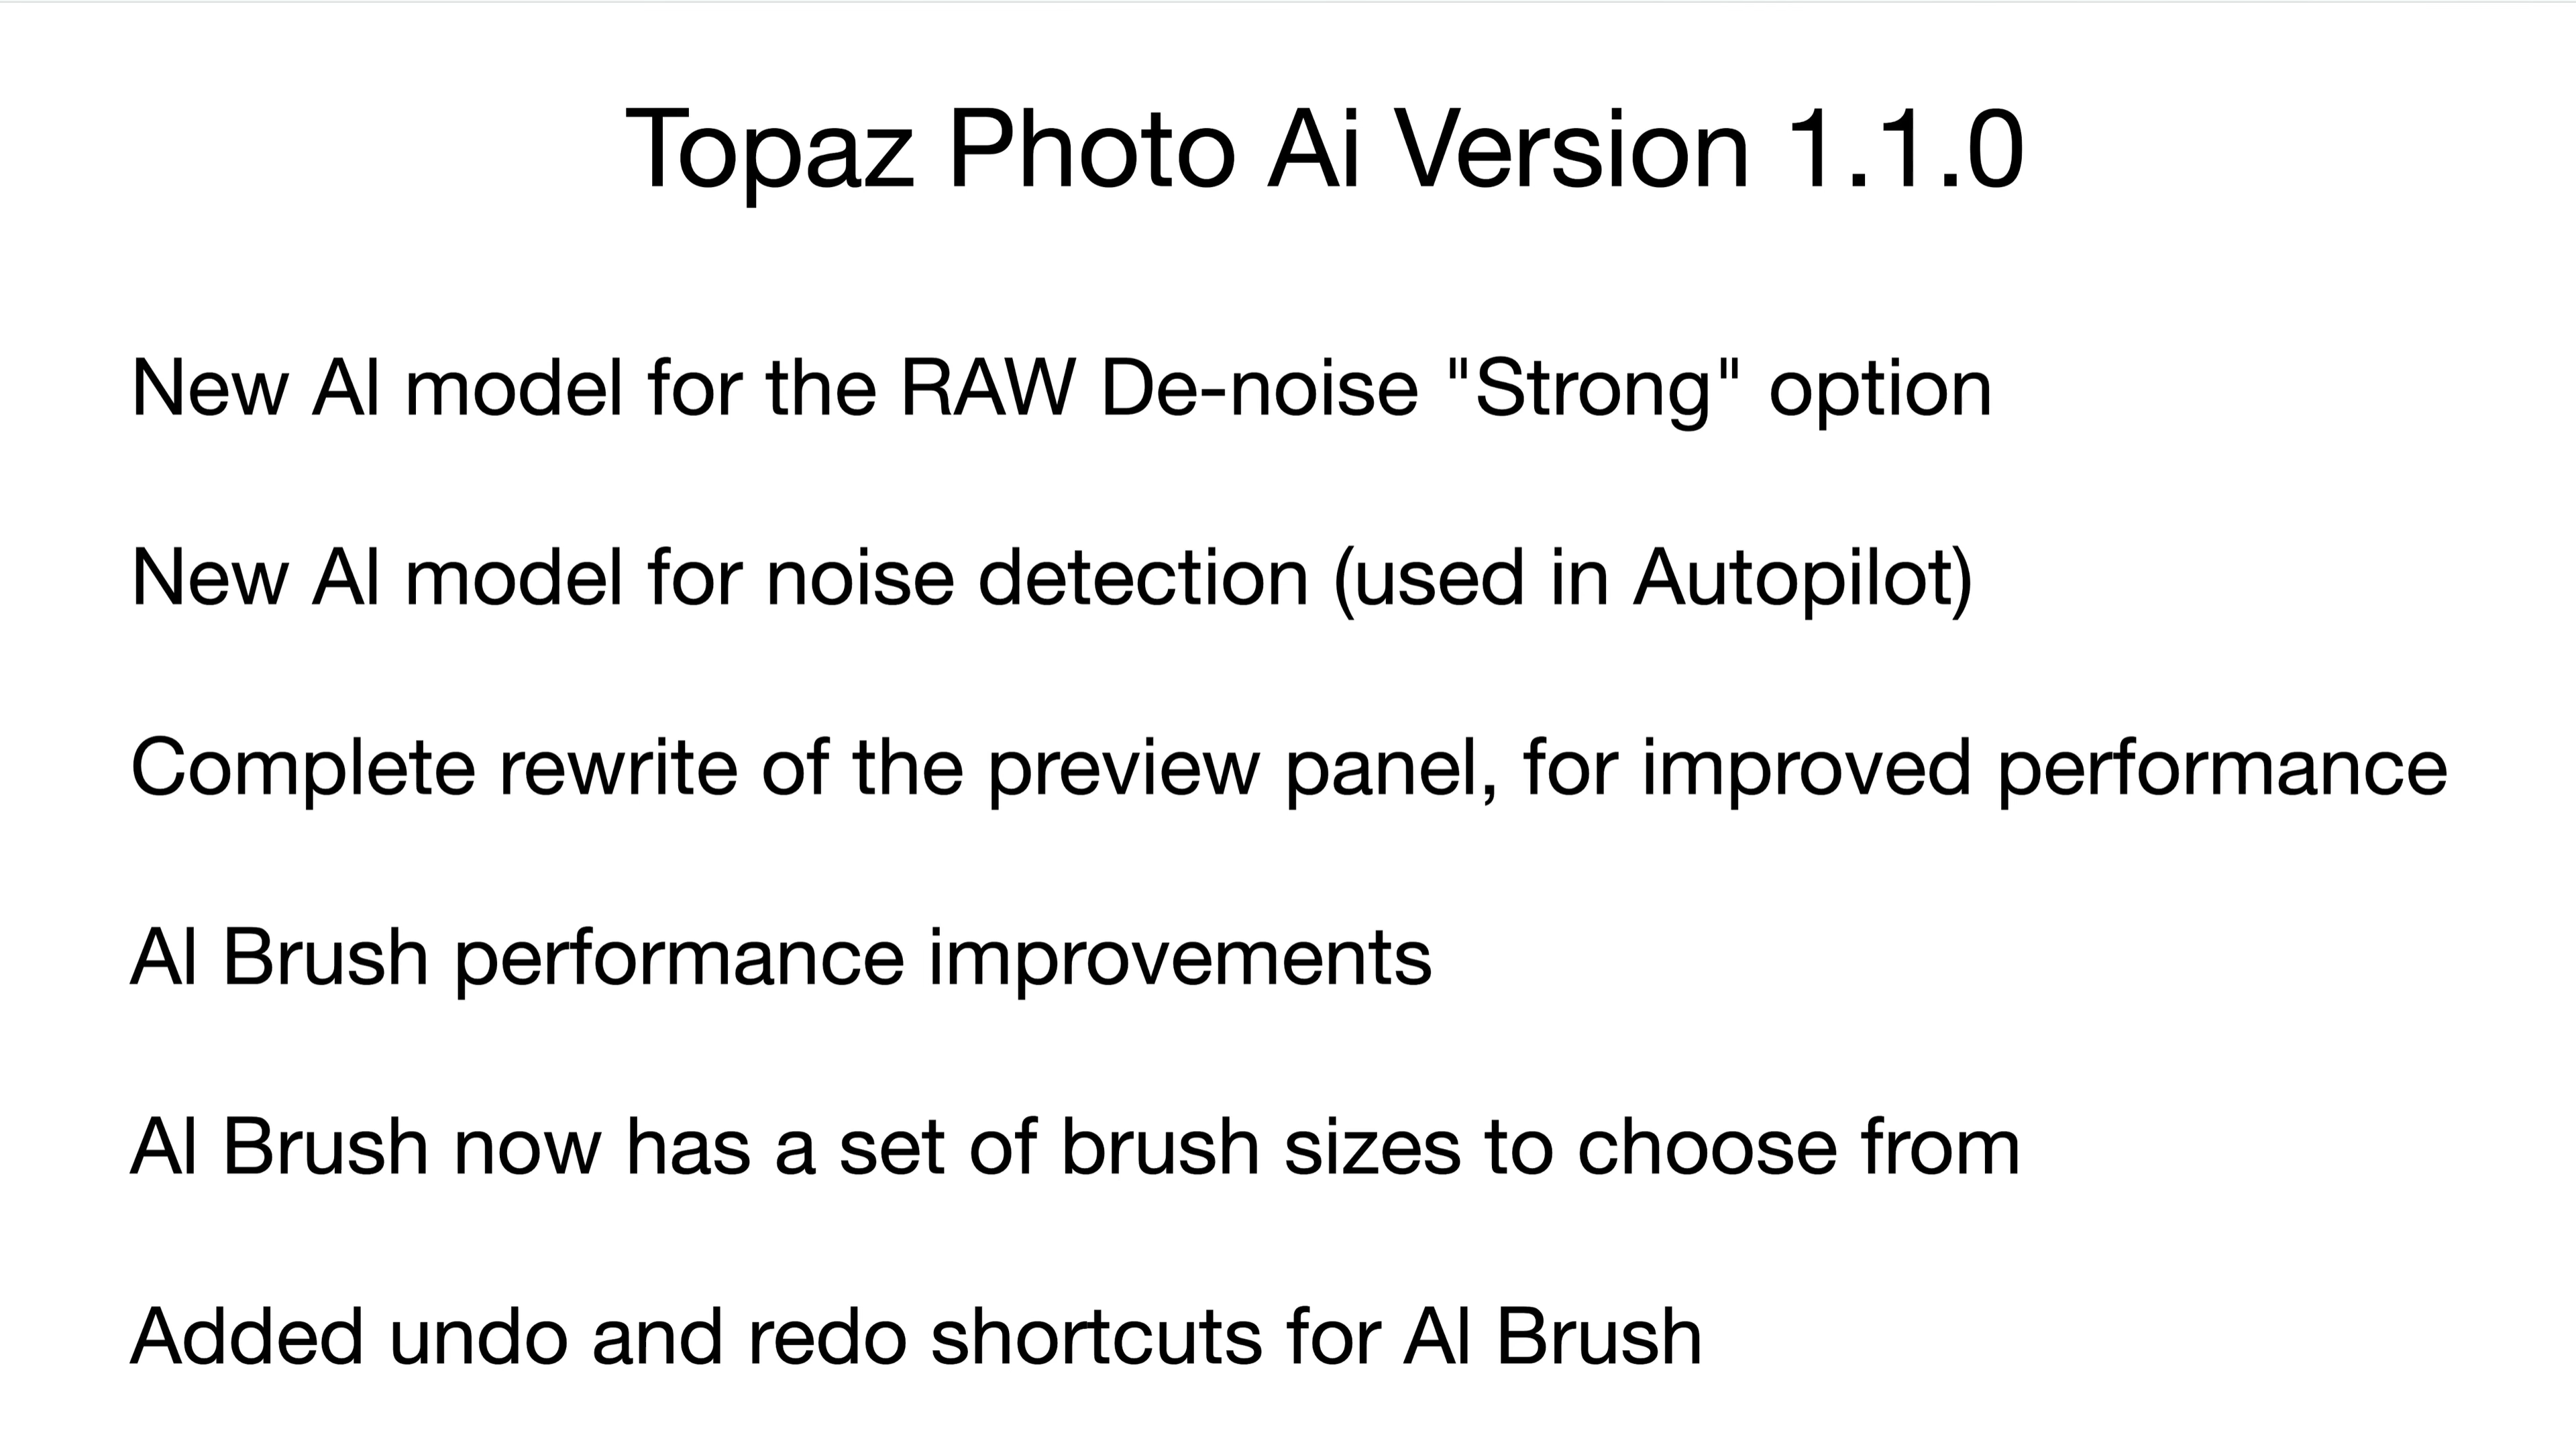 Topaz Photo Ai Version 1.1.0
New AI model for the RAW De-noise "Strong" option
New AI model for noise detection (used in Autopilot)
Complete rewrite of the preview panel, for improved performance
AI Brush performance improvements
AI Brush now has a set of brush sizes to choose from
Added undo and redo shortcuts for AI Brush